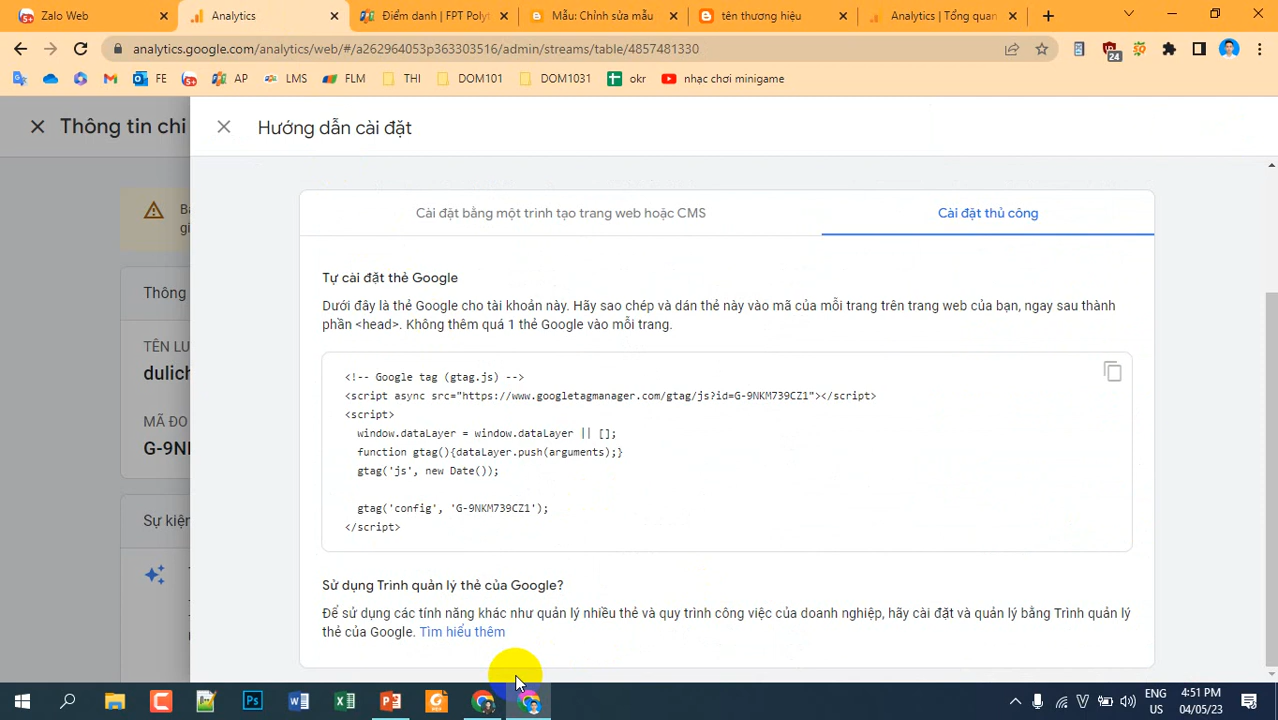 Zalo Web
Analytics
Điểm danh | FPT Polyt
Mẫu: Chỉnh sửa mẫu
tên thương hiệu
Analytics | Tổng quan
analytics.google.com/analytics/web/#/a262964053p363303516/admin/streams/table/4857481330
24
FE
AP
LMS
FLM
THI
DOM101
DOM1031
okr
nhạc chơi minigame
Thông tin chi
Hướng dẫn cài đặt
Cài đặt bằng một trình tạo trang web hoặc CMS
Cài đặt thủ công
Tự cài đặt thẻ Google
Dưới đây là thẻ Google cho tài khoản này. Hãy sao chép và dán thẻ này vào mã của mỗi trang trên trang web của bạn, ngay sau thành
phần <head>. Không thêm quá 1 thẻ Google vào mỗi trang.
Thông
TÊN LU
dulich
MÃ ĐO
G-9N
Sự kiện
<!-- Google tag (gtag.js) -->
<script async src="https://www.googletagmanager.com/gtag/js?id=G-9NKM739CZ1"></script>
<script>
window.dataLayer = window.dataLayer || [];
function gtag(){dataLayer.push(arguments);}
gtag('js', new Date());
gtag('config', 'G-9NKM739CZ1');
</script>
Sử dụng Trình quản lý thẻ của Google?
Để sử dụng các tính năng khác như quản lý nhiều thẻ và quy trình công việc của doanh nghiệp, hãy cài đặt và quản lý bằng Trình quản lý
thẻ của Google. Tìm hiểu thêm
ENG
US
4:51 PM
04/05/23